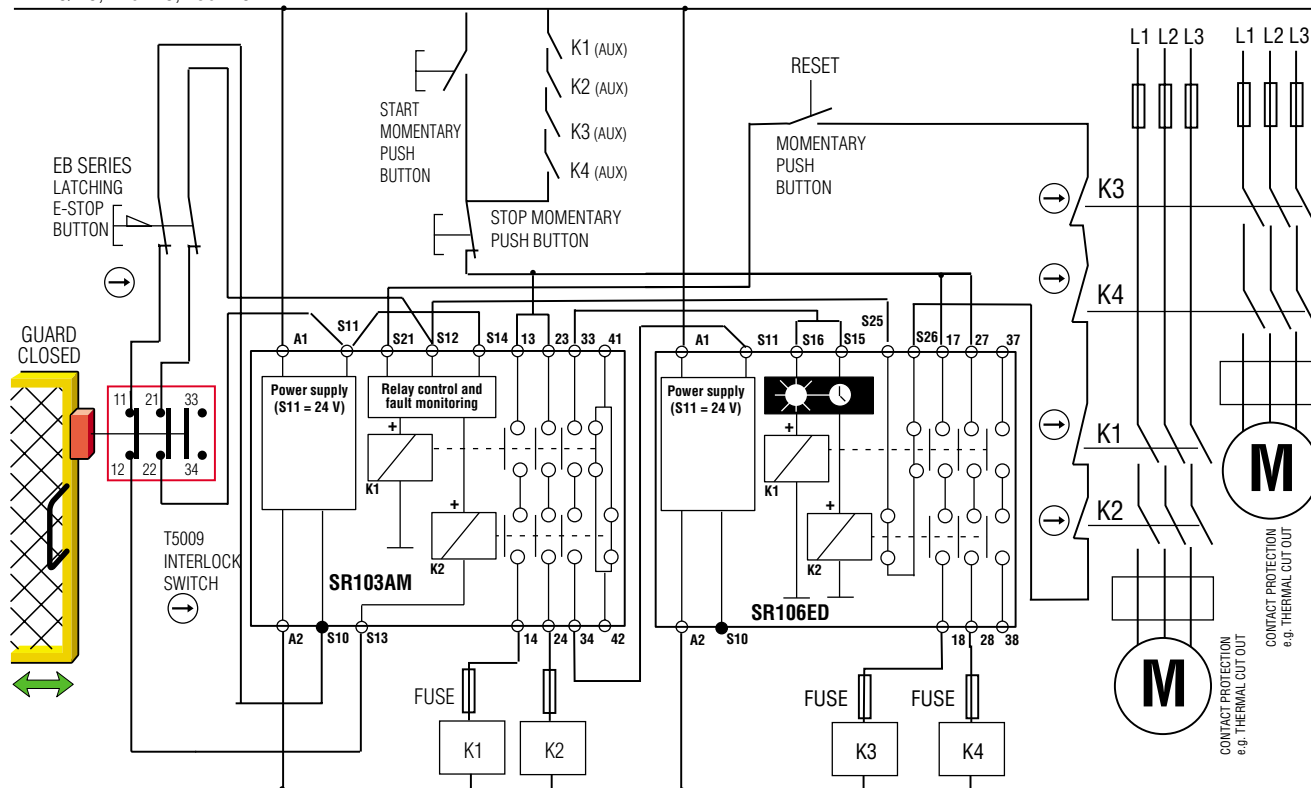 K1 (AUX)
K2 (AUX)
K3 (AUX)
K4 (AUX)
START
MOMENTARY
PUSH
BUTTON
STOP MOMENTARY
PUSH BUTTON
RESET
MOMENTARY
PUSH
BUTTON
L1 L2 L3
L1 L2 L3
EB SERIES
LATCHING
E-STOP
BUTTON
K3
K4
K1
K2
GUARD
CLOSED
11 21 33
12 22 34
T5009
INTERLOCK
SWITCH
A1 S11 S21 S12 S14 13 23 33 41
Power supply
(S11 = 24 V)
Relay control and
fault monitoring
+
K1
+
K2
SR103AM
A2 S10 S13 14 24 34 42
A1 S11 S16 S15 S25 S26 17 27 37
Power supply
(S11 = 24 V)
+
K1
+
K2
SR106ED
A2 S10 18 28 38
FUSE
K1
K2
FUSE
K3
FUSE
K4
M
CONTACT PROTECTION
e.g. THERMAL CUT OUT
M
CONTACT PROTECTION
e.g. THERMAL CUT OUT